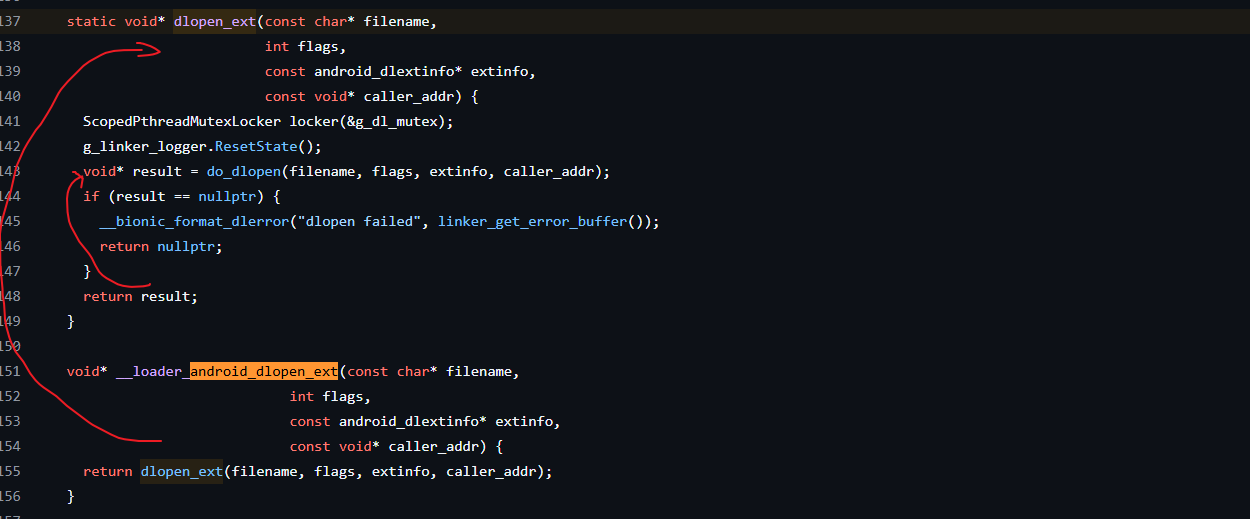 137 static void* dlopen_ext(const char* filename,
138 int flags,
139 const android_dlextinfo* extinfo,
140 const void* caller_addr) {
141 ScopedPthreadMutexLocker locker(&g_dl_mutex);
142 g_linker_logger.ResetState();
143 void* result = do_dlopen(filename, flags, extinfo, caller_addr);
144 if (result == nullptr) {
145 __bionic_format_dlerror("dlopen failed", linker_get_error_buffer());
146 return nullptr;
147 }
148 return result;
149 }
150
151 void* __loader_android_dlopen_ext(const char* filename,
152 int flags,
153 const android_dlextinfo* extinfo,
154 const void* caller_addr) {
155 return dlopen_ext(filename, flags, extinfo, caller_addr);
156 }